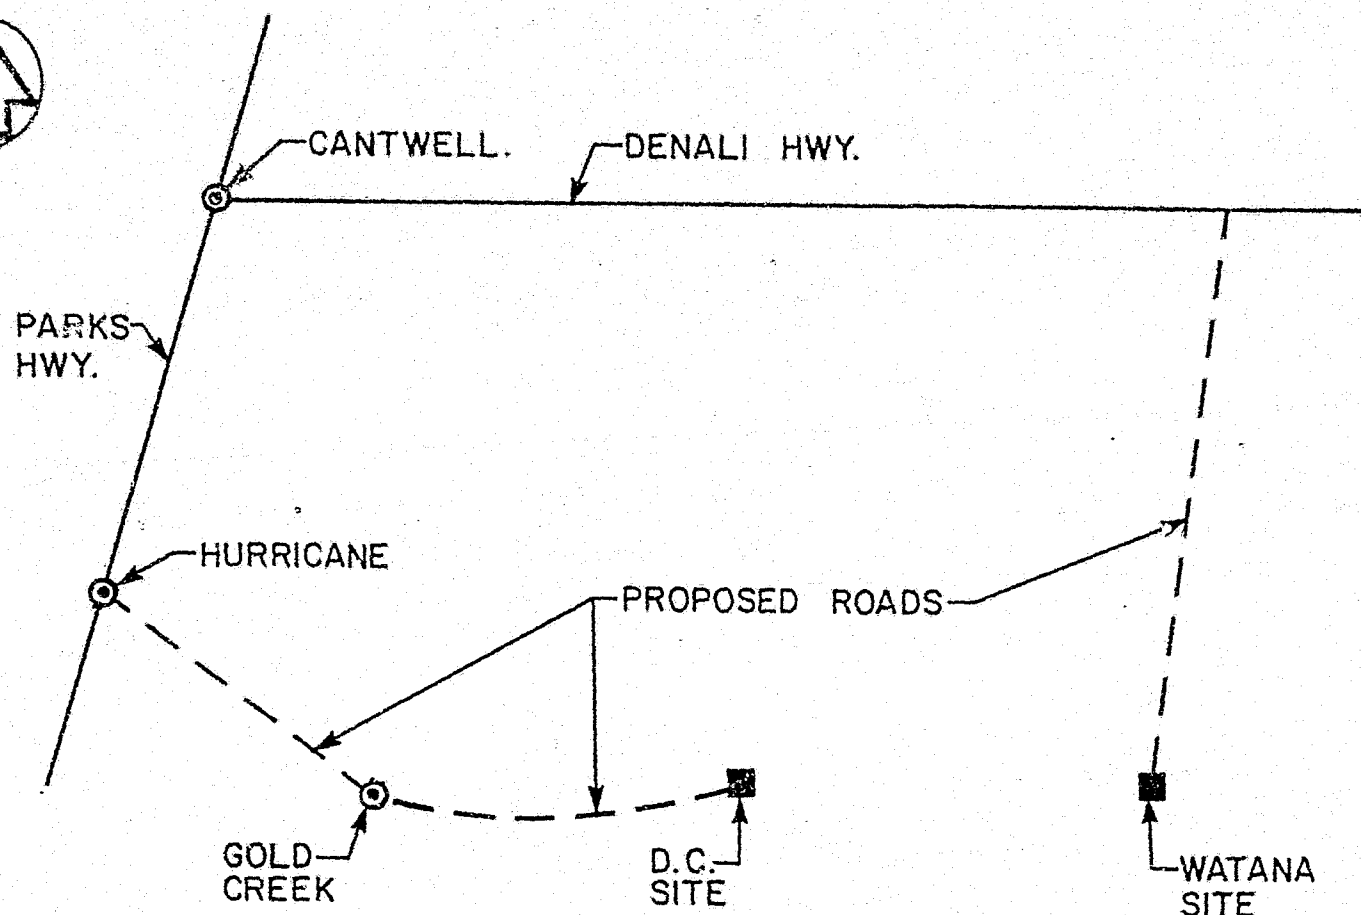 CANTWELL.
DENALI HWY.
PARKS
HWY.
HURRICANE
PROPOSED ROADS
GOLD
CREEK
D.C.
SITE
WATANA
SITE